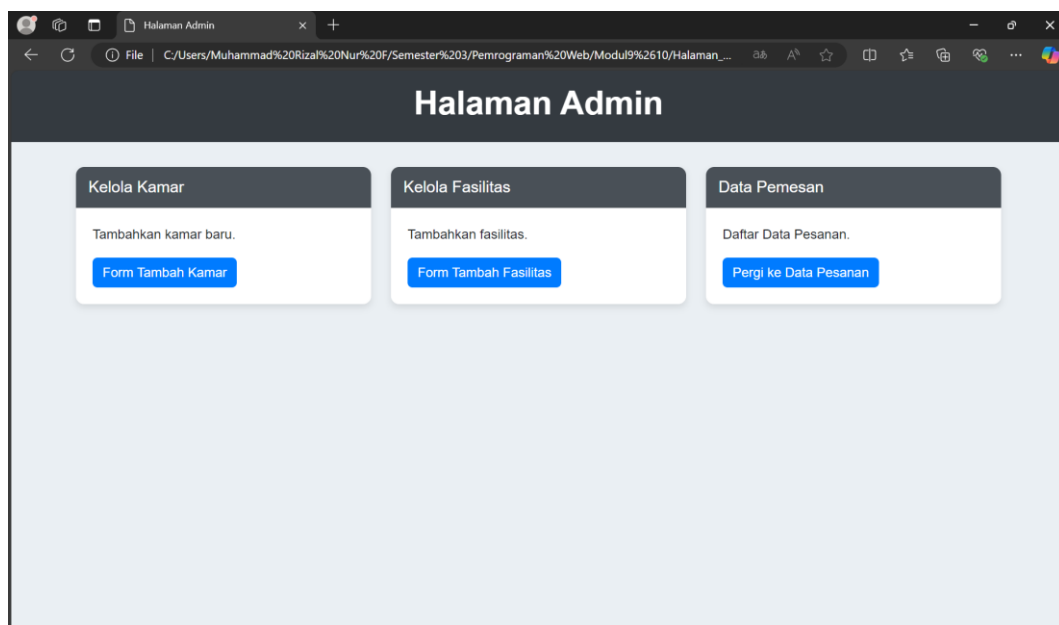 Halaman Admin
File | C:/Users/Muhammad%20Rizal%20Nur%20F/Semester%203/Pemrograman%20Web/Modul9%2610/Halaman_...
Halaman Admin
Kelola Kamar
Tambahkan kamar baru.
Form Tambah Kamar
Kelola Fasilitas
Tambahkan fasilitas.
Form Tambah Fasilitas
Data Pemesan
Daftar Data Pesanan.
Pergi ke Data Pesanan